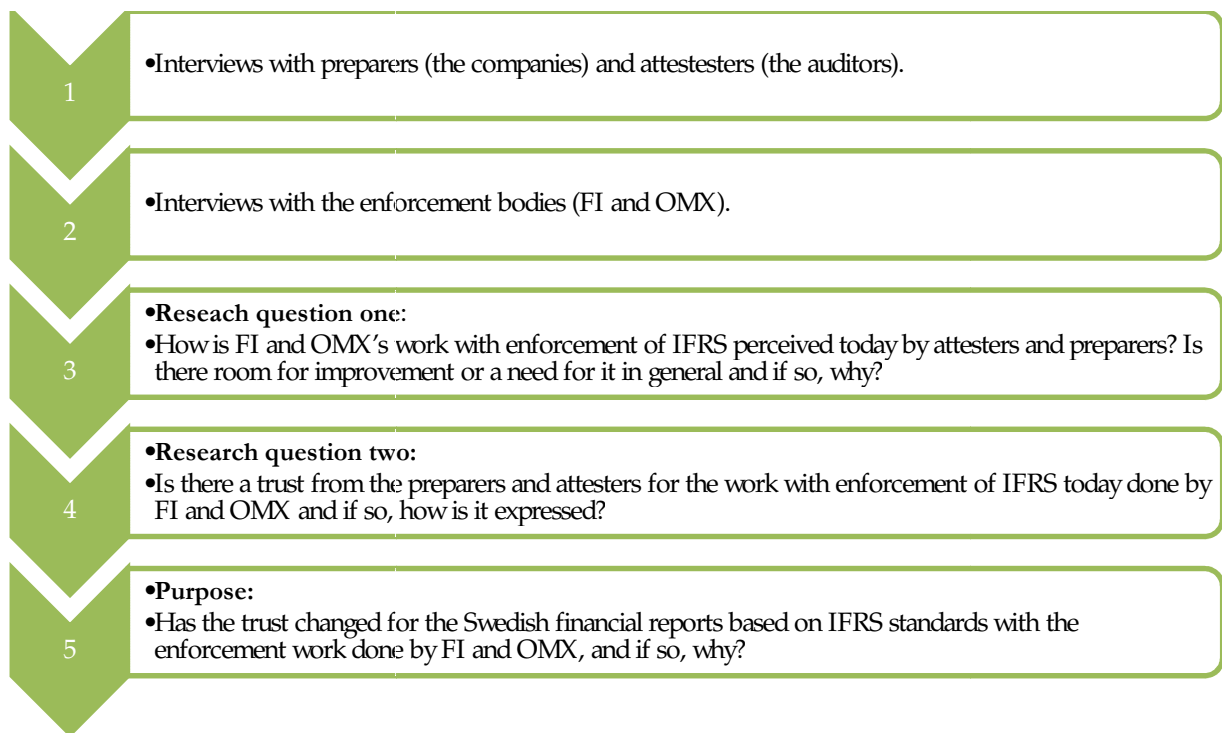 1
•Interviews with preparers (the companies) and attestesters (the auditors).
2
•Interviews with the enforcement bodies (FI and OMX).
3
•Reseach question one:
•How is FI and OMX’s work with enforcement of IFRS perceived today by attesters and preparers? Is
there room for improvement or a need for it in general and if so, why?
4
•Research question two:
•Is there a trust from the preparers and attesters for the work with enforcement of IFRS today done by
FI and OMX and if so, how is it expressed?
5
•Purpose:
•Has the trust changed for the Swedish financial reports based on IFRS standards with the
enforcement work done by FI and OMX, and if so, why?